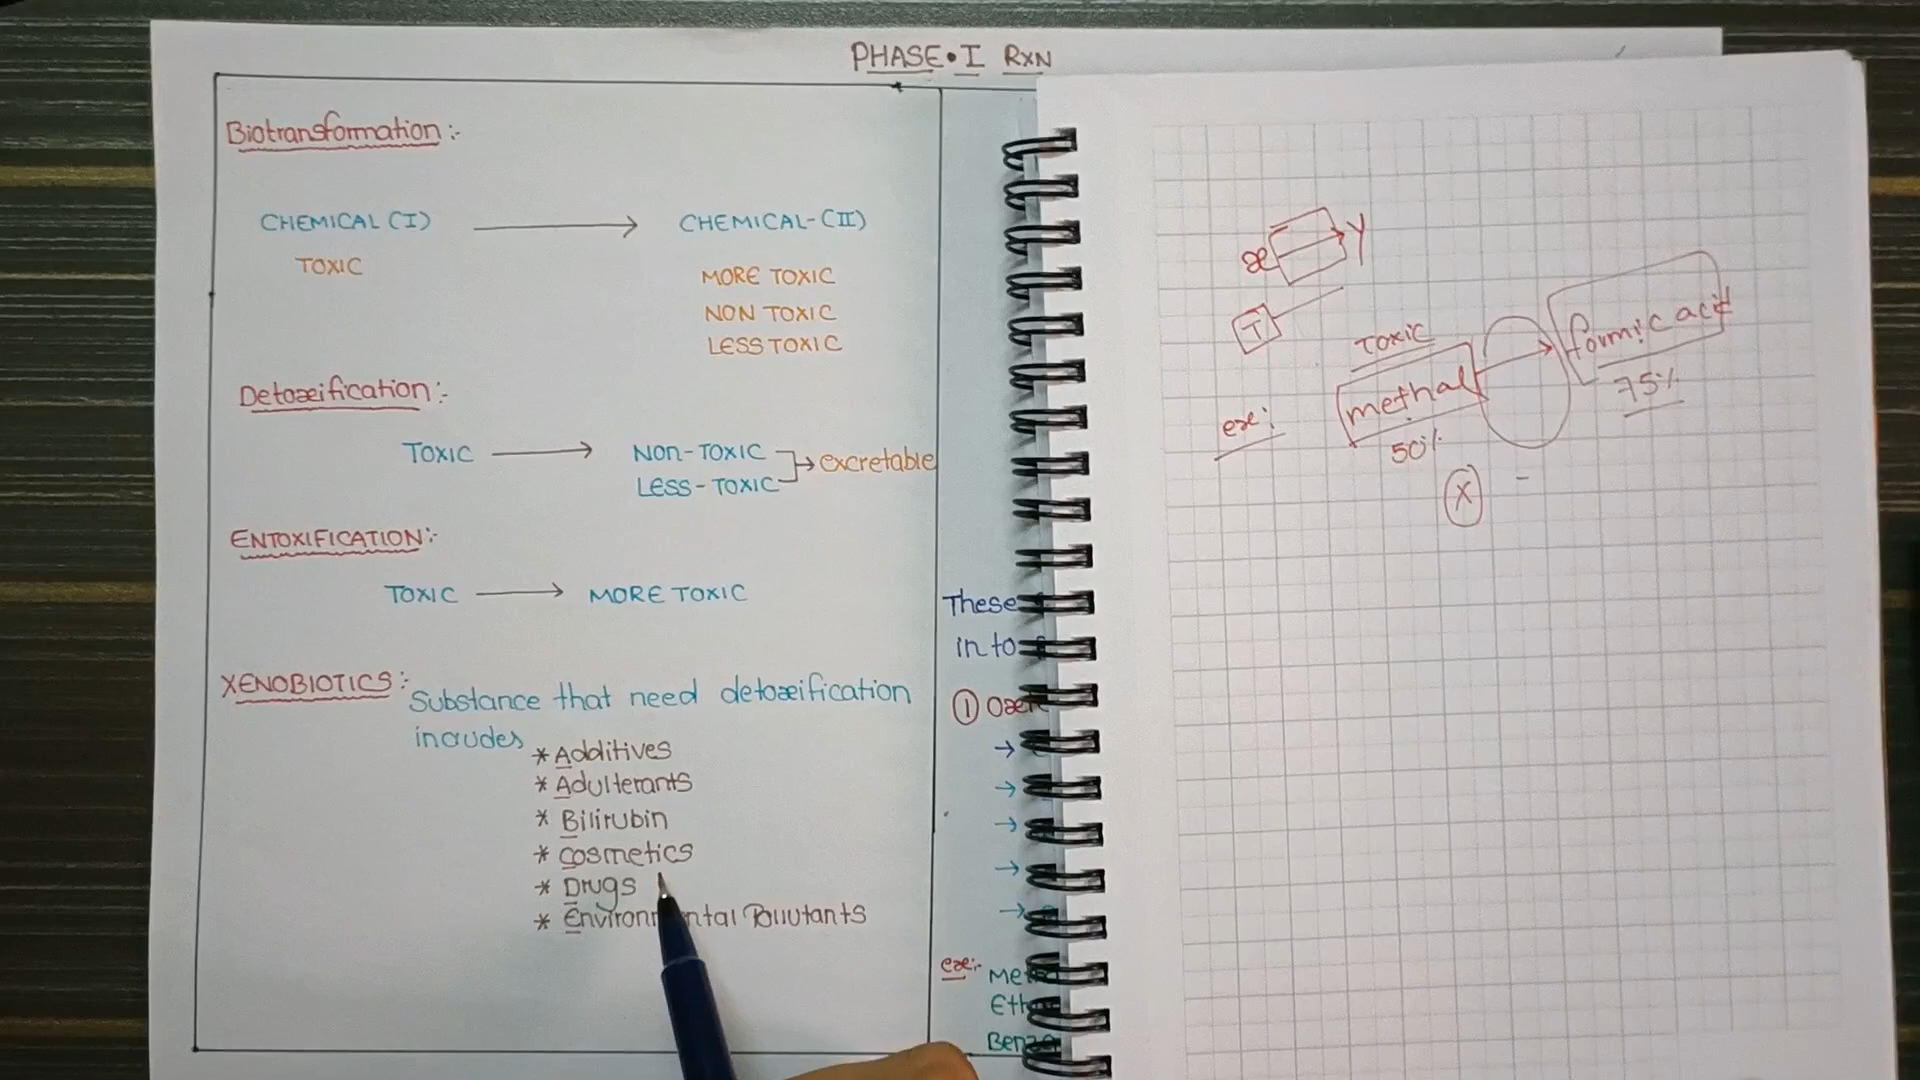 PHASE•I RXN
Biotransformation:-
CHEMICAL (I) → CHEMICAL-(II)
TOXIC
MORE TOXIC
NON TOXIC
LESS TOXIC
Detoxification:-
TOXIC → NON-TOXIC
LESS-TOXIC → excretable
ENTOXIFICATION:-
TOXIC → MORE TOXIC
XENOBIOTICS:- Substance that need detoxification
includes
* Additives
* Adulterants
* Bilirubin
* Cosmetics
* Drugs
* Environmental Pollutants
These
in to
①
→
→
→
→
→
exe:-
x → y
T
TOXIC
exe: methal → formic acid
50%
75%
X -